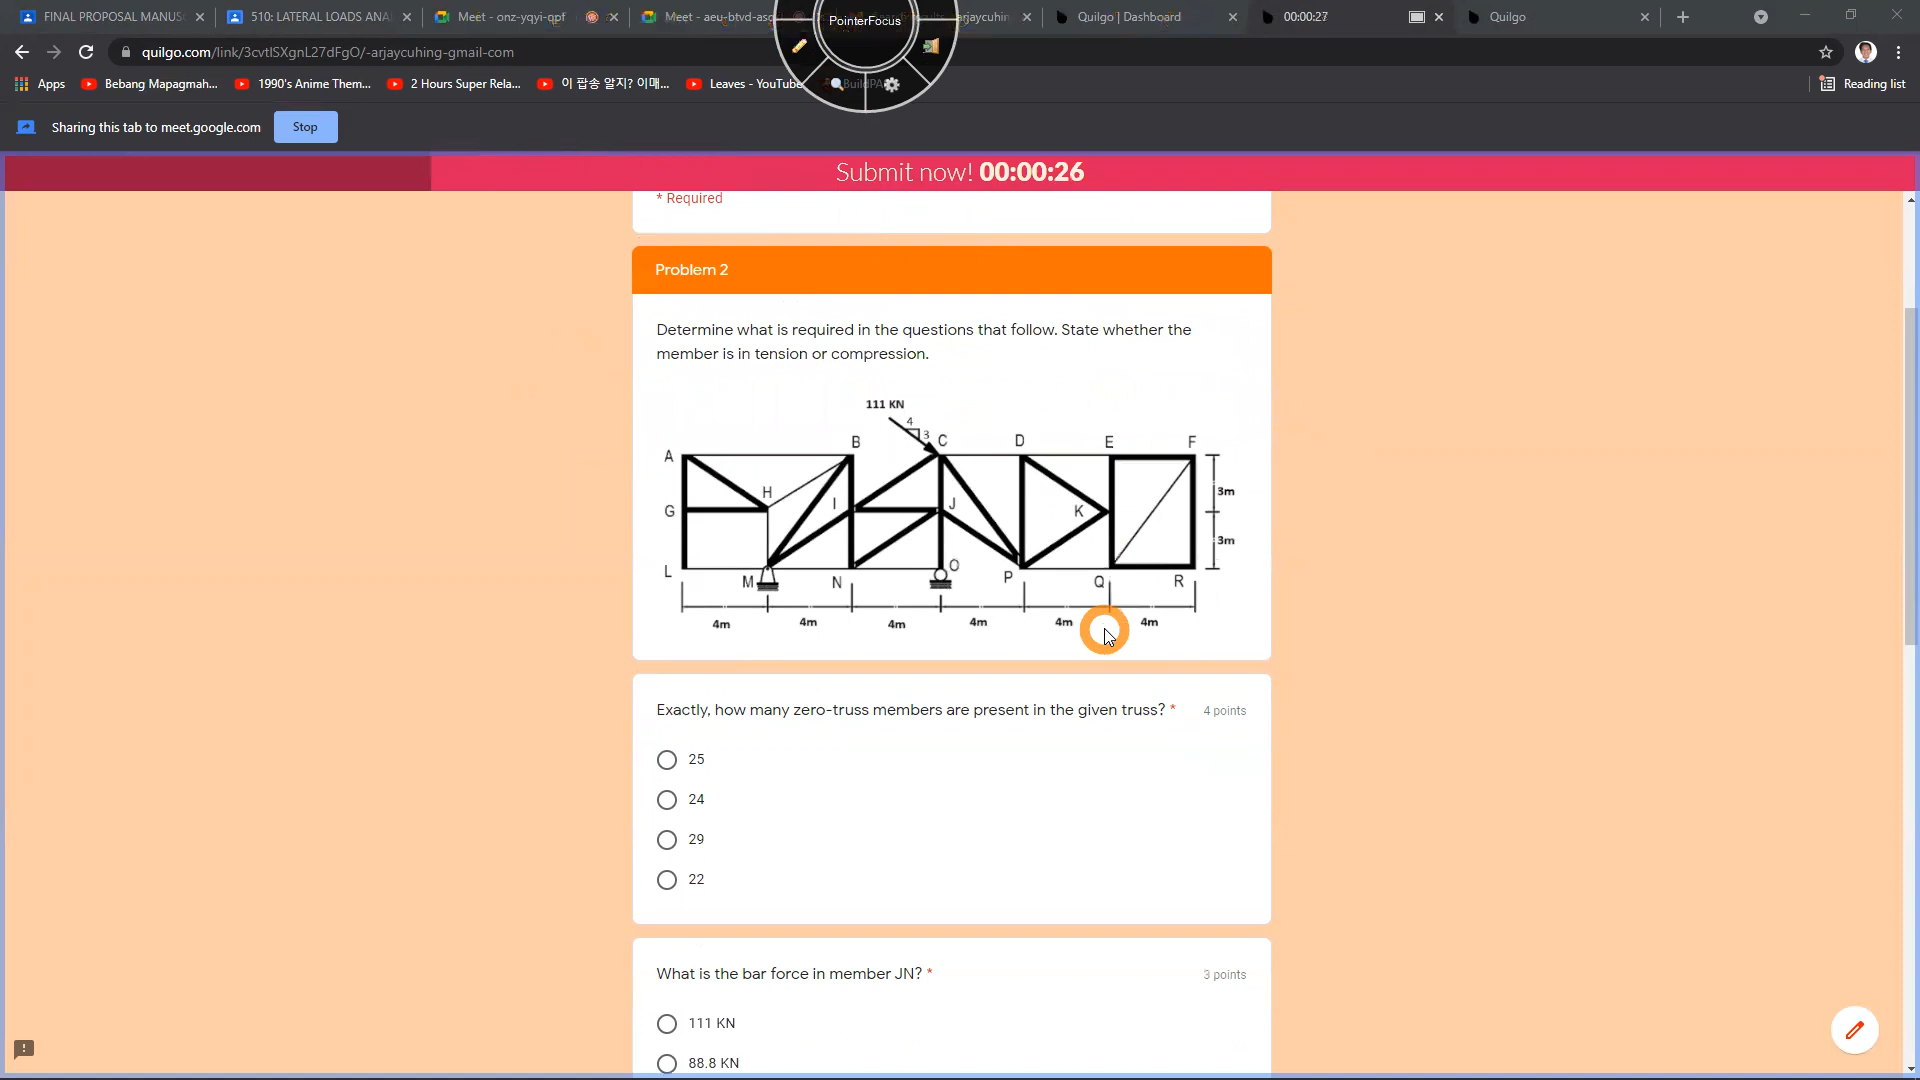 FINAL PROPOSAL MANUS
510: LATERAL LOADS ANA
Meet - onz-yqyi-qpf
Meet - aeu-btvd-asq
arjaycuhin
Quilgo | Dashboard
00:00:27
Quilgo
PointerFocus
quilgo.com/link/3cvtlSXgnL27dFgO/-arjaycuhing-gmail-com
Apps
Bebang Mapagmah...
1990's Anime Them...
2 Hours Super Rela...
이 팝송 알지? 이매...
Leaves - YouTube
Reading list
Sharing this tab to meet.google.com
Stop
Submit now! 00:00:26
* Required
Problem 2
Determine what is required in the questions that follow. State whether the
member is in tension or compression.
111 KN
4
3
A
B
C
D
E
F
G
H
I
J
K
3m
3m
L
M
N
O
P
Q
R
4m
4m
4m
4m
4m
4m
Exactly, how many zero-truss members are present in the given truss? *
4 points
25
24
29
22
What is the bar force in member JN? *
3 points
111 KN
88.8 KN